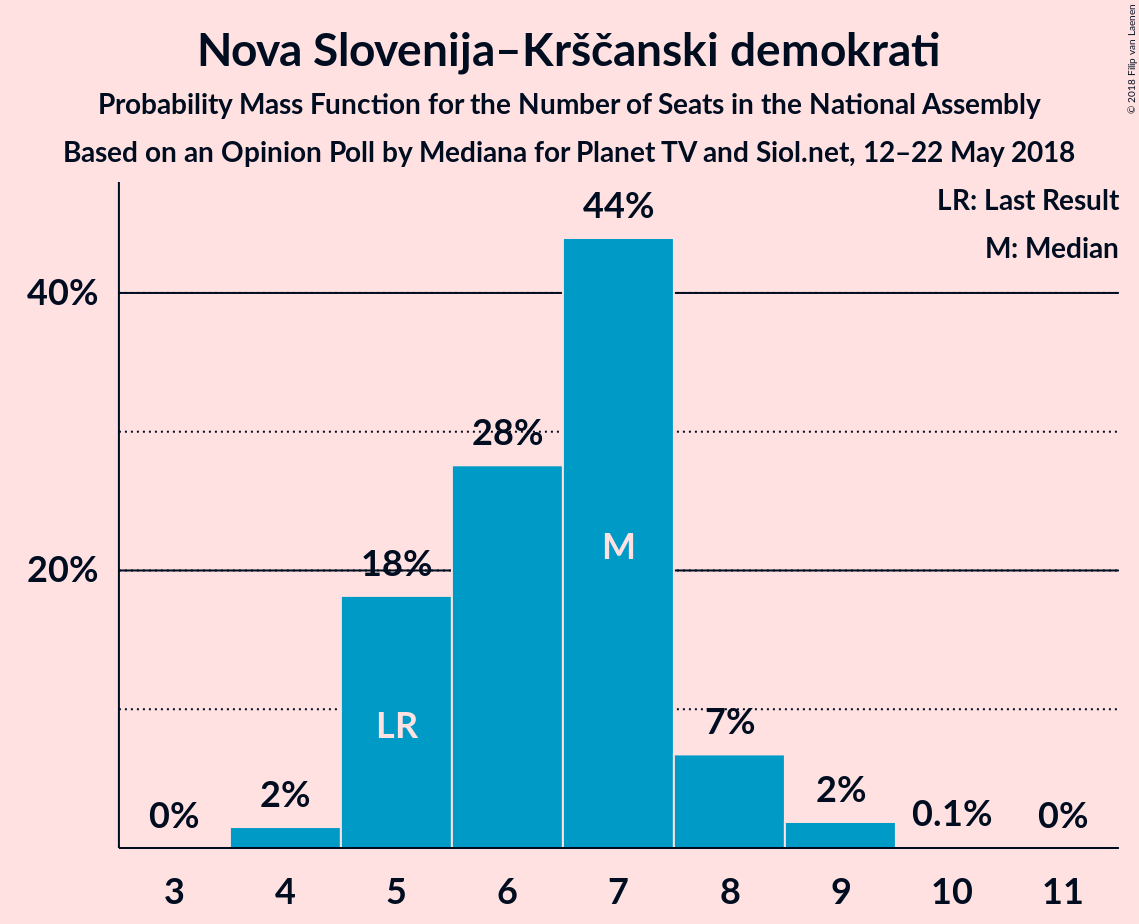 Nova Slovenija–Krščanski demokrati
Probability Mass Function for the Number of Seats in the National Assembly
Based on an Opinion Poll by Mediana for Planet TV and Siol.net, 12–22 May 2018
© 2018 Filip van Laenen
LR: Last Result
M: Median
44%
40%
28%
M
18%
20%
LR
7%
2%
2%
0%
0.1%
0%
3 4 5 6 7 8 9 10 11